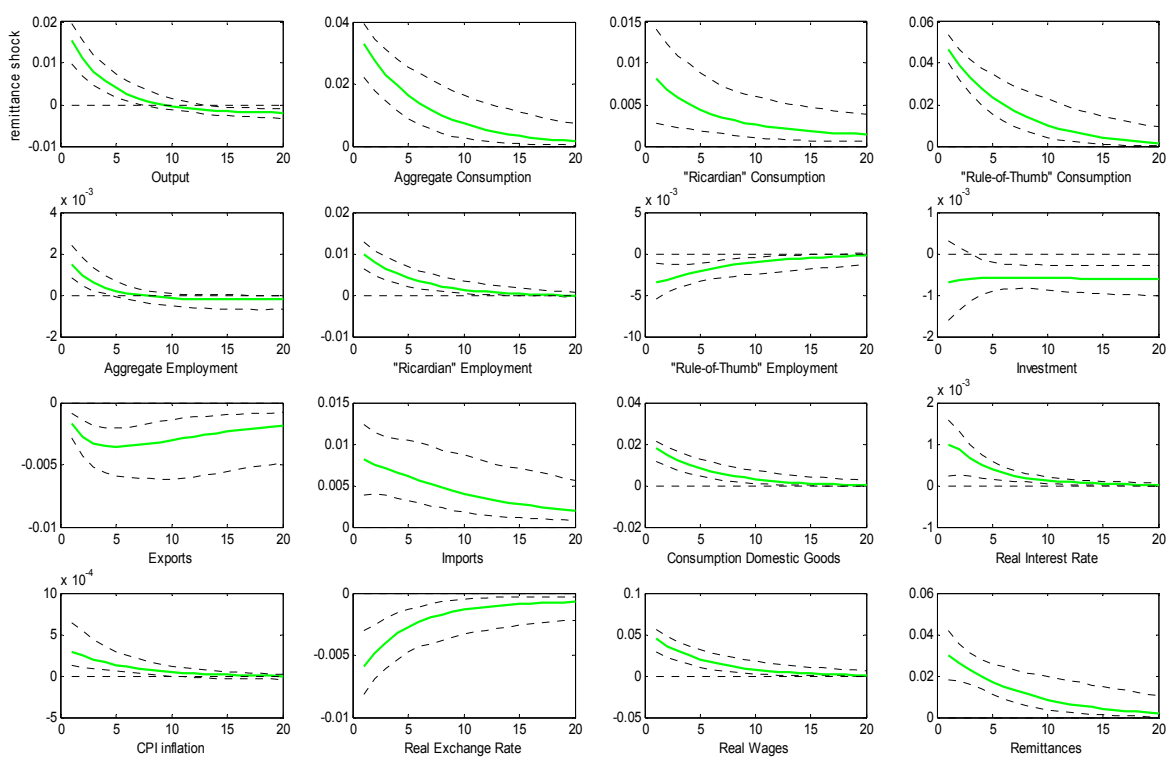 remittance shock
0.02
0.01
0
-0.01
0 5 10 15 20
Output
0.04
0.02
0
0 5 10 15 20
Aggregate Consumption
0.015
0.01
0.005
0
0 5 10 15 20
"Ricardian" Consumption
0.06
0.04
0.02
0
0 5 10 15 20
"Rule-of-Thumb" Consumption
x 10-3
4
2
0
-2
0 5 10 15 20
Aggregate Employment
0.02
0.01
0
-0.01
0 5 10 15 20
"Ricardian" Employment
x 10-3
5
0
-5
-10
0 5 10 15 20
"Rule-of-Thumb" Employment
x 10-3
1
0
-1
-2
0 5 10 15 20
Investment
0
-0.005
-0.01
0 5 10 15 20
Exports
0.015
0.01
0.005
0
0 5 10 15 20
Imports
0.04
0.02
0
-0.02
0 5 10 15 20
Consumption Domestic Goods
x 10-3
2
1
0
-1
0 5 10 15 20
Real Interest Rate
x 10-4
10
5
0
-5
0 5 10 15 20
CPI inflation
0
-0.005
-0.01
0 5 10 15 20
Real Exchange Rate
0.1
0.05
0
-0.05
0 5 10 15 20
Real Wages
0.06
0.04
0.02
0
0 5 10 15 20
Remittances